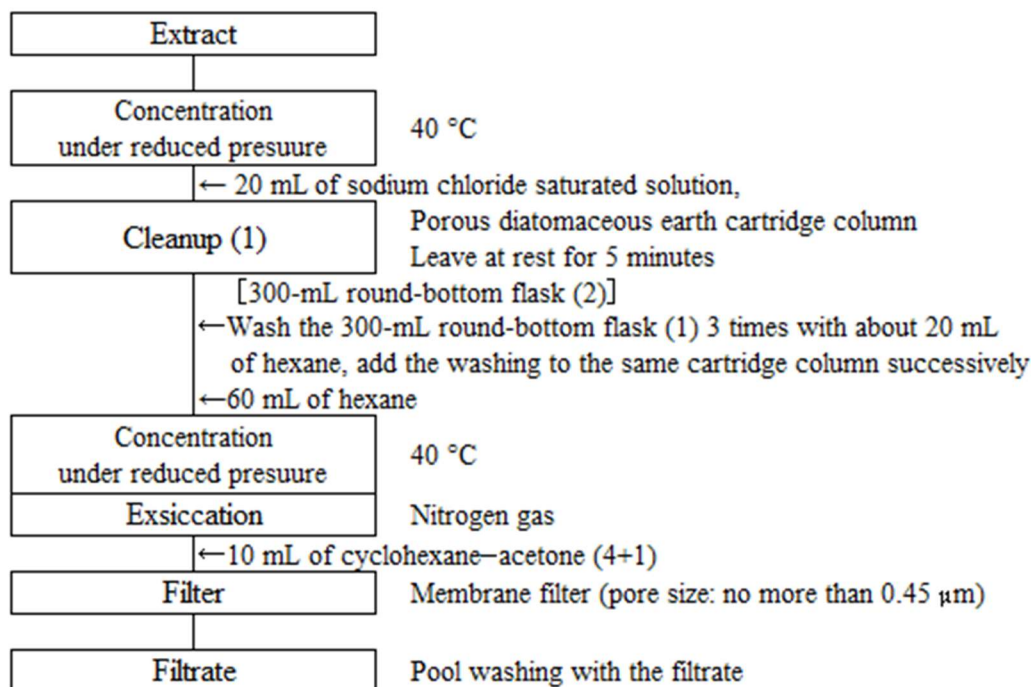 Extract
Concentration
under reduced presuure
40 °C
← 20 mL of sodium chloride saturated solution,
Cleanup (1)
Porous diatomaceous earth cartridge column
Leave at rest for 5 minutes
[300-mL round-bottom flask (2)]
←Wash the 300-mL round-bottom flask (1) 3 times with about 20 mL
of hexane, add the washing to the same cartridge column successively
←60 mL of hexane
Concentration
under reduced presuure
40 °C
Exsiccation
Nitrogen gas
←10 mL of cyclohexane−acetone (4+1)
Filter
Membrane filter (pore size: no more than 0.45 μm)
Filtrate
Pool washing with the filtrate